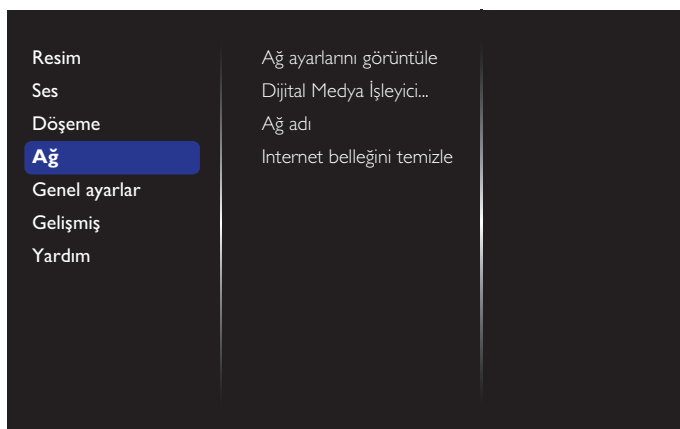 Resim
Ses
Döşeme
Ağ
Genel ayarlar
Gelişmiş
Yardım
Ağ ayarlarını görüntüle
Dijital Medya İşleyici...
Ağ adı
Internet belleğini temizle